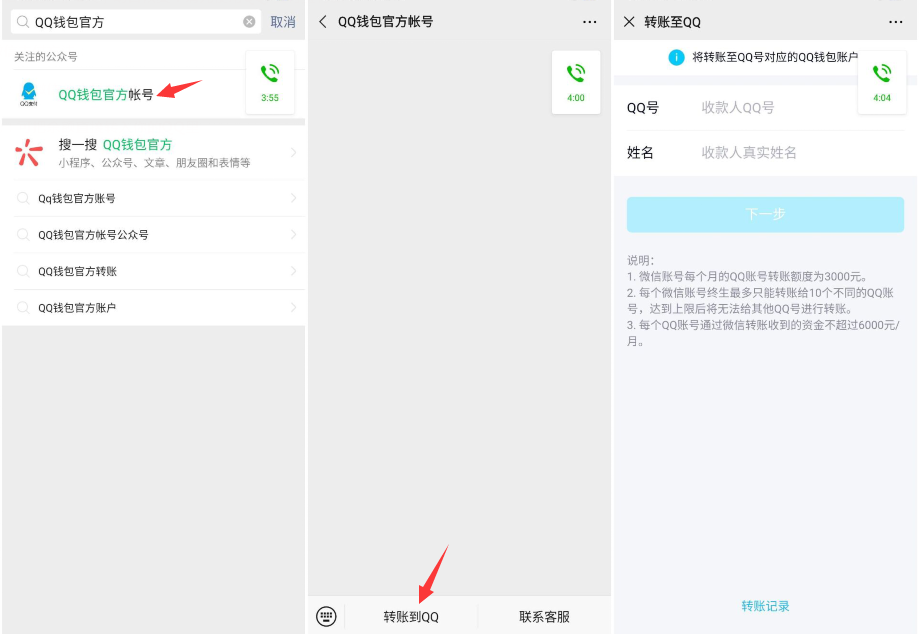 QQ钱包官方
取消
关注的公众号
QQ钱包官方帐号
3:55
搜一搜 QQ钱包官方
小程序、公众号、文章、朋友圈和表情等
Qq钱包官方账号
QQ钱包官方帐号公众号
QQ钱包官方转账
QQ钱包官方账户
QQ钱包官方帐号
4:00
转账到QQ
联系客服
转账至QQ
将转账至QQ号对应的QQ钱包账户
4:04
QQ号 收款人QQ号
姓名 收款人真实姓名
下一步
说明：
1. 微信账号每个月的QQ账号转账额度为3000元。
2. 每个微信账号终生最多只能转账给10个不同的QQ账
号，达到上限后将无法给其他QQ号进行转账。
3. 每个QQ账号通过微信转账收到的资金不超过6000元/
月。
转账记录